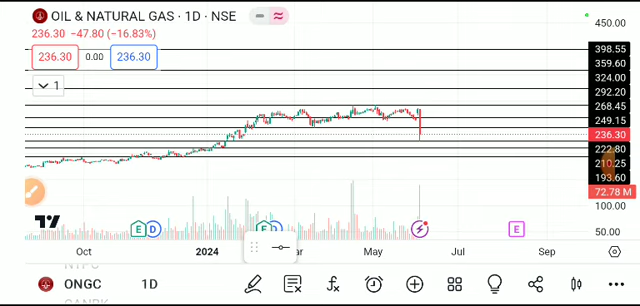 OIL & NATURAL GAS · 1D · NSE
236.30 −47.80 (−16.83%)
236.30 0.00 236.30
1
450.00
398.55
359.60
324.00
292.20
268.45
249.15
236.30
222.80
210.25
193.60
72.78 M
100.00
50.00
E D E D E
Oct 2024 Mar May Jul Sep
ONGC 1D